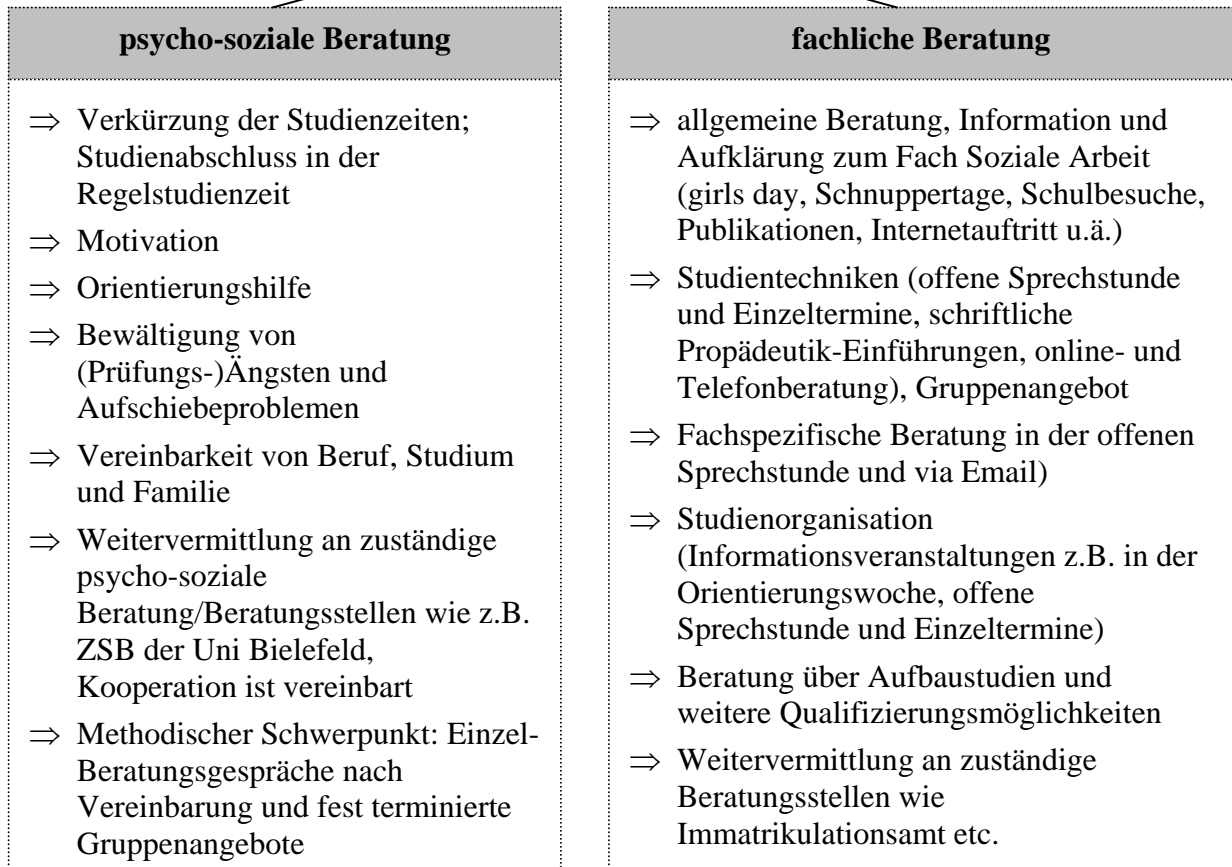 psycho-soziale Beratung
⇒ Verkürzung der Studienzeiten;
Studienabschluss in der
Regelstudienzeit
⇒ Motivation
⇒ Orientierungshilfe
⇒ Bewältigung von
(Prüfungs-)Ängsten und
Aufschiebeproblemen
⇒ Vereinbarkeit von Beruf, Studium
und Familie
⇒ Weitervermittlung an zuständige
psycho-soziale
Beratung/Beratungsstellen wie z.B.
ZSB der Uni Bielefeld,
Kooperation ist vereinbart
⇒ Methodischer Schwerpunkt: Einzel-
Beratungsgespräche nach
Vereinbarung und fest terminierte
Gruppenangebote
fachliche Beratung
⇒ allgemeine Beratung, Information und
Aufklärung zum Fach Soziale Arbeit
(girls day, Schnuppertage, Schulbesuche,
Publikationen, Internetauftritt u.ä.)
⇒ Studientechniken (offene Sprechstunde
und Einzeltermine, schriftliche
Propädeutik-Einführungen, online- und
Telefonberatung), Gruppenangebot
⇒ Fachspezifische Beratung in der offenen
Sprechstunde und via Email)
⇒ Studienorganisation
(Informationsveranstaltungen z.B. in der
Orientierungswoche, offene
Sprechstunde und Einzeltermine)
⇒ Beratung über Aufbaustudien und
weitere Qualifizierungsmöglichkeiten
⇒ Weitervermittlung an zuständige
Beratungsstellen wie
Immatrikulationsamt etc.